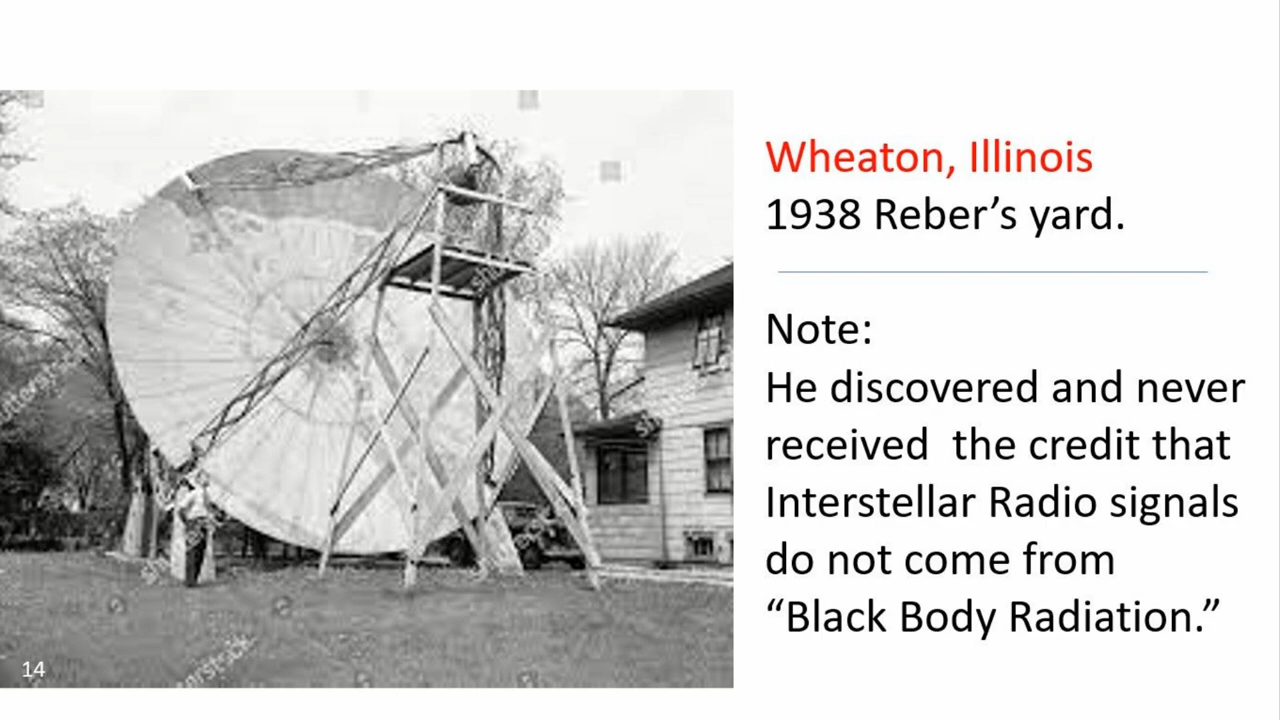 Wheaton, Illinois
1938 Reber’s yard.
Note:
He discovered and never
received  the credit that
Interstellar Radio signals
do not come from
“Black Body Radiation.”
14